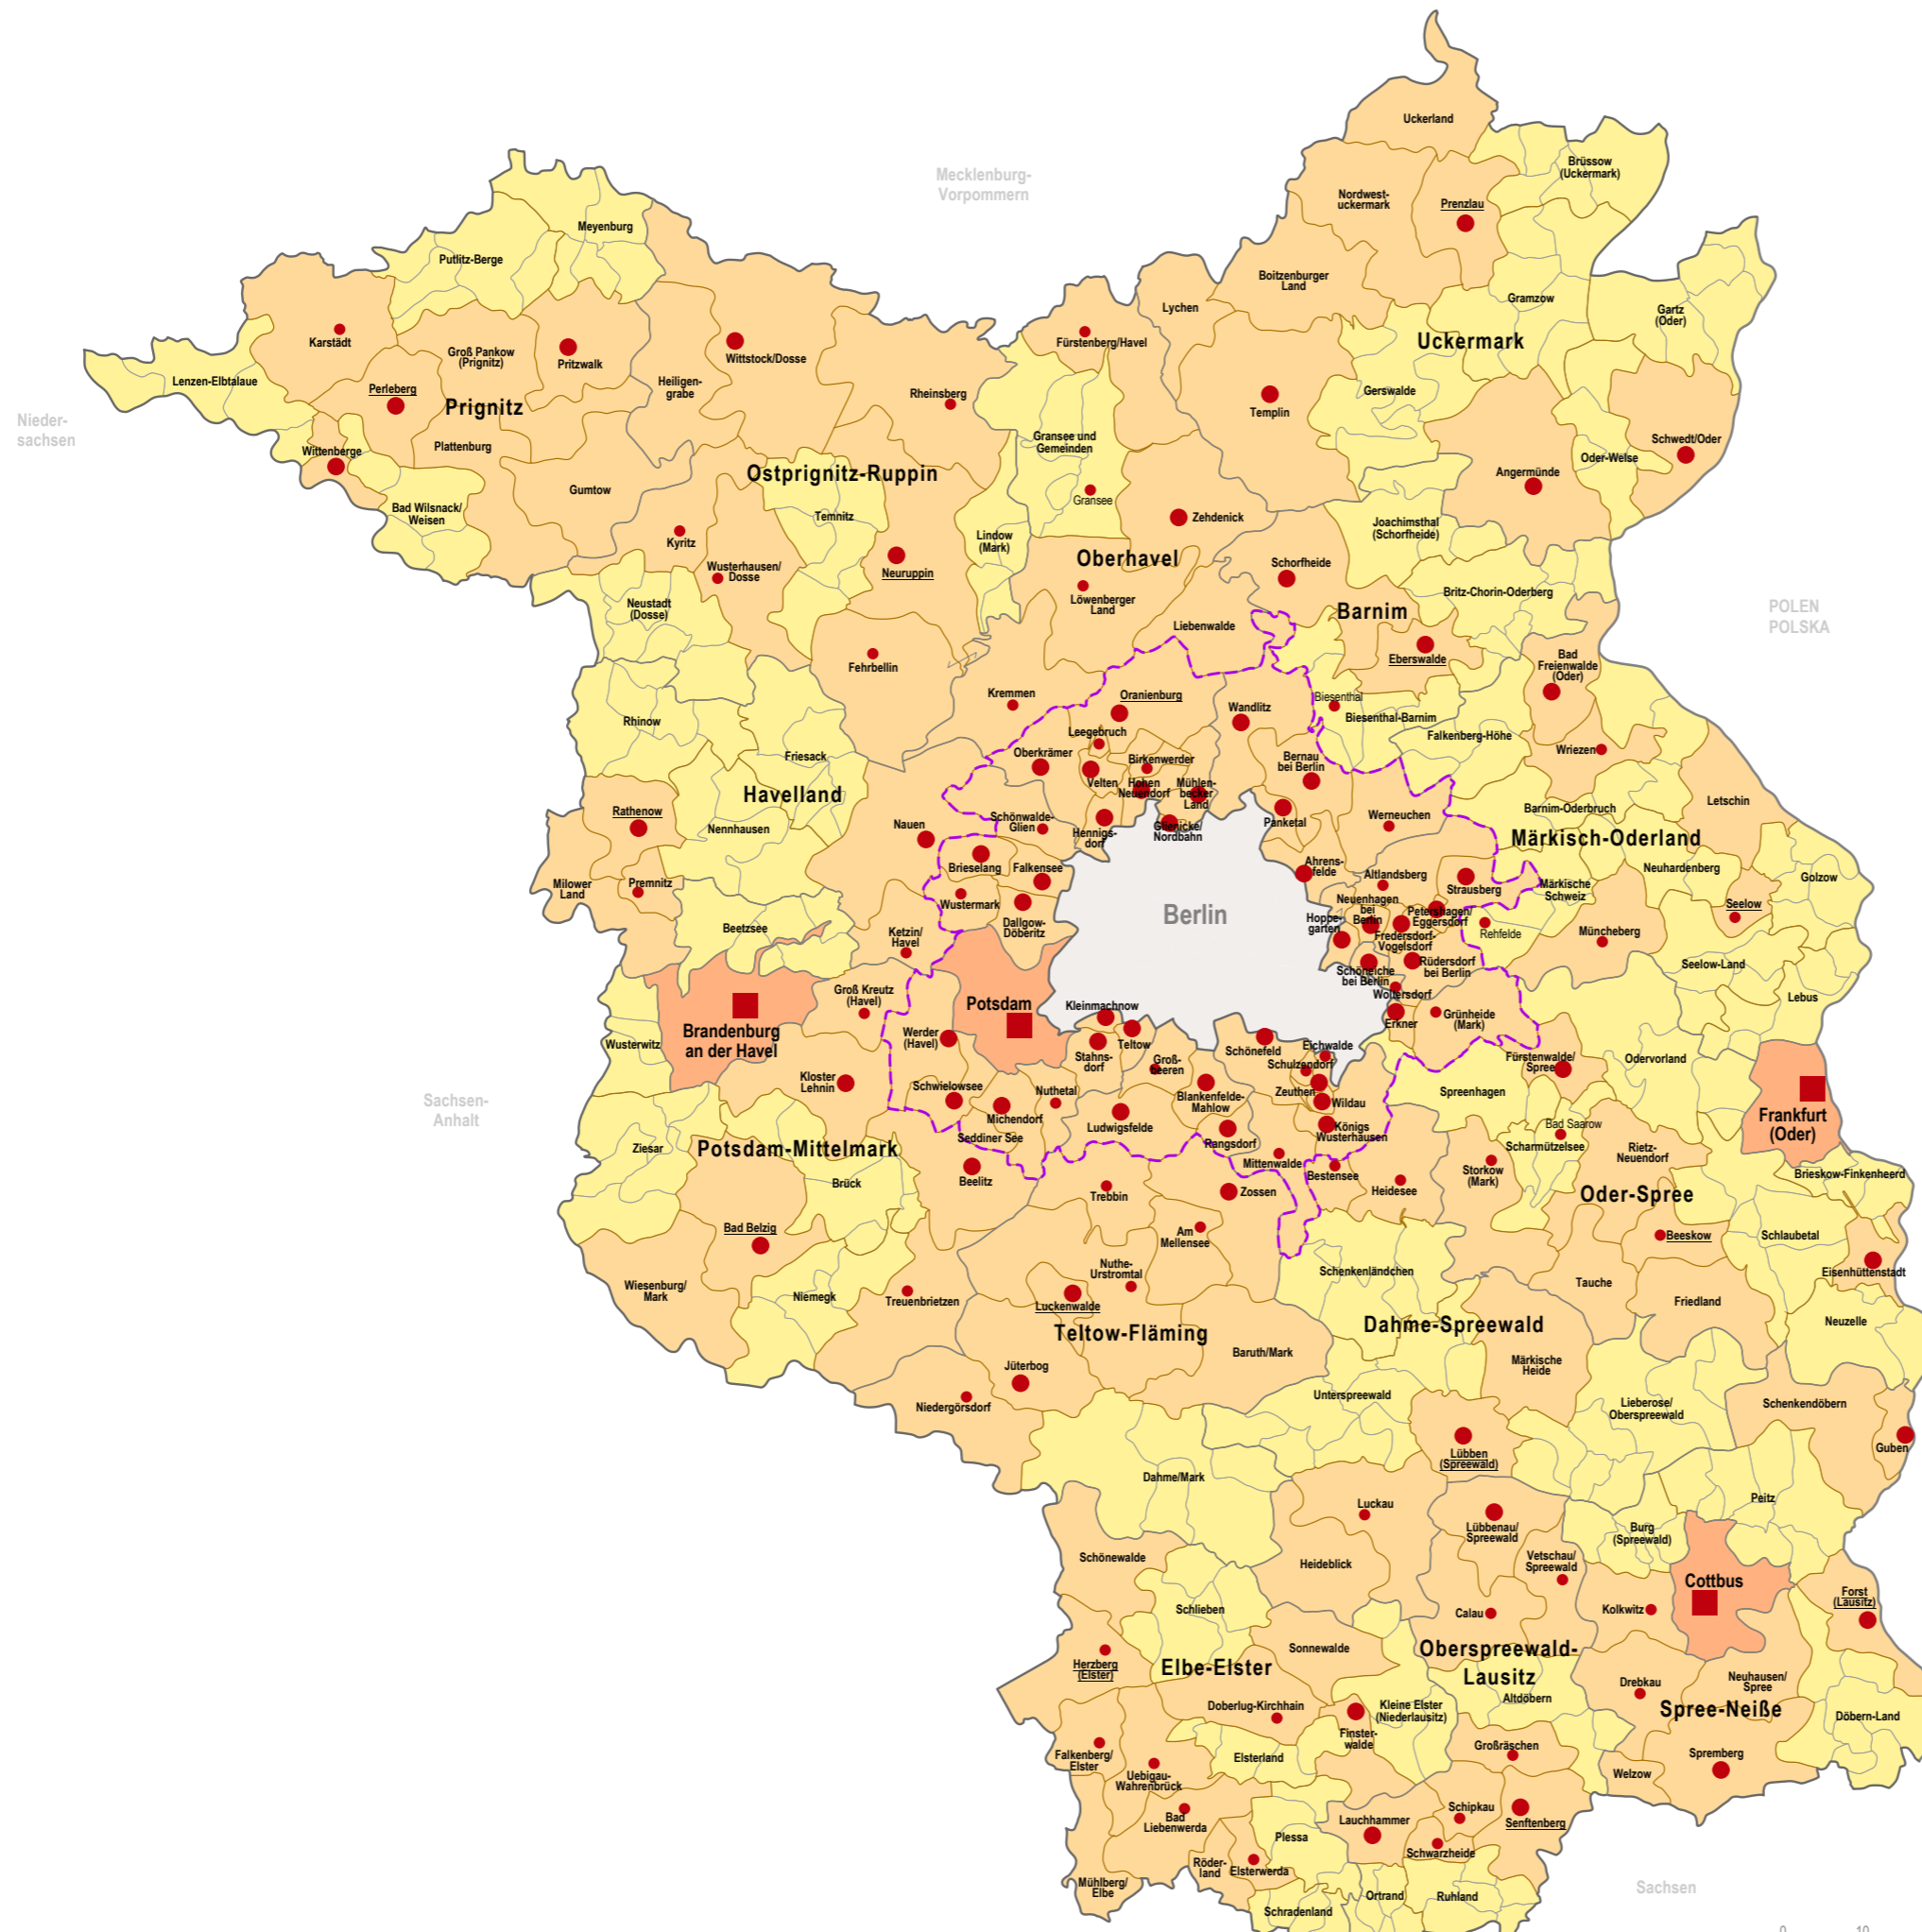 Uckerland
Brüssow
(Uckermark)
Mecklenburg-
Vorpommern
Nordwest-
uckermark
Prenzlau
Meyenburg
Putlitz-Berge
Boitzenburger
Land
Gramzow
Lychen
Gartz
(Oder)
Karstädt
Fürstenberg/Havel
Uckermark
Groß Pankow
(Prignitz)
Pritzwalk
Wittstock/Dosse
Lenzen-Elbtalaue
Perleberg
Heiligen-
grabe
Rheinsberg
Gerswalde
Templin
Prignitz
Nieder-
sachsen
Gransee und
Gemeinden
Schwedt/Oder
Plattenburg
Wittenberge
Oder-Welse
Ostprignitz-Ruppin
Angermünde
Gumtow
Gransee
Bad Wilsnack/
Weisen
Temnitz
Zehdenick
Joachimsthal
(Schorfheide)
Kyritz
Lindow
(Mark)
Oberhavel
Schorfheide
Wusterhausen/
Dosse
Neuruppin
Britz-Chorin-Oderberg
Neustadt
(Dosse)
Löwenberger
Land
Barnim
POLEN
POLSKA
Liebenwalde
Fehrbellin
Eberswalde
Bad
Freienwalde
(Oder)
Kremmen
Oranienburg
Biesenthal
Wandlitz
Biesenthal-Barnim
Rhinow
Leegebruch
Falkenberg-Höhe
Friesack
Oberkrämer
Birkenwerder
Bernau
bei Berlin
Wriezen
Velten
Hohen
Neuendorf
Mühlen-
becker
Land
Havelland
Letschin
Rathenow
Nennhausen
Nauen
Schönwalde-
Glien
Hennigs-
dorf
Glienicke/
Nordbahn
Panketal
Werneuchen
Barnim-Oderbruch
Märkisch-Oderland
Brieselang
Falkensee
Ahrens-
felde
Altlandsberg
Strausberg
Neuhardenberg
Golzow
Milower
Land
Premnitz
Wustermark
Märkische
Schweiz
Neuenhagen
bei
Berlin
Petershagen/
Eggersdorf
Seelow
Berlin
Dallgow-
Döberitz
Hoppe-
garten
Beetzsee
Ketzin/
Havel
Fredersdorf-
Vogelsdorf
Rehfelde
Müncheberg
Rüdersdorf
bei Berlin
Schöneiche
bei Berlin
Seelow-Land
Woltersdorf
Lebus
Groß Kreutz
(Havel)
Potsdam
Kleinmachnow
Brandenburg
an der Havel
Erkner
Grünheide
(Mark)
Werder
(Havel)
Teltow
Wusterwitz
Stahns-
dorf
Schönefeld
Eichwalde
Schulzendorf
Fürstenwalde/
Spree
Odervorland
Groß-
beeren
Kloster
Lehnin
Schwielowsee
Nuthetal
Blankenfelde-
Mahlow
Zeuthen
Wildau
Spreenhagen
Sachsen-
Anhalt
Michendorf
Ludwigsfelde
Königs
Wusterhausen
Bad Saarow
Frankfurt
(Oder)
Seddiner See
Rangsdorf
Scharmützelsee
Rietz-
Neuendorf
Ziesar
Potsdam-Mittelmark
Mittenwalde
Brieskow-Finkenheerd
Beelitz
Bestensee
Storkow
(Mark)
Brück
Trebbin
Zossen
Heidesee
Oder-Spree
Bad Belzig
Am
Mellensee
Beeskow
Schlaubetal
Nuthe-
Urstromtal
Schenkenländchen
Eisenhüttenstadt
Wiesenburg/
Mark
Niemegk
Treuenbrietzen
Luckenwalde
Tauche
Friedland
Teltow-Fläming
Dahme-Spreewald
Neuzelle
Baruth/Mark
Jüterbog
Märkische
Heide
Niedergörsdorf
Unterspreewald
Lieberose/
Oberspreewald
Schenkendöbern
Guben
Lübben
(Spreewald)
Dahme/Mark
Luckau
Peitz
Lübbenau/
Spreewald
Burg
(Spreewald)
Schönewalde
Heideblick
Vetschau/
Spreewald
Cottbus
Forst
(Lausitz)
Schlieben
Calau
Kolkwitz
Sonnewalde
Oberspreewald-
Lausitz
Herzberg
(Elster)
Elbe-Elster
Drebkau
Neuhausen/
Spree
Doberlug-Kirchhain
Kleine Elster
(Niederlausitz)
Altdöbern
Spree-Neiße
Döbern-Land
Finster-
walde
Großräschen
Falkenberg/
Elster
Elsterland
Spremberg
Uebigau-
Wahrenbrück
Welzow
Bad
Liebenwerda
Lauchhammer
Schipkau
Senftenberg
Plessa
Schwarzheide
Röder-
land
Elsterwerda
Mühlberg/
Elbe
Ortrand
Ruhland
Sachsen
Schradenland
0 10